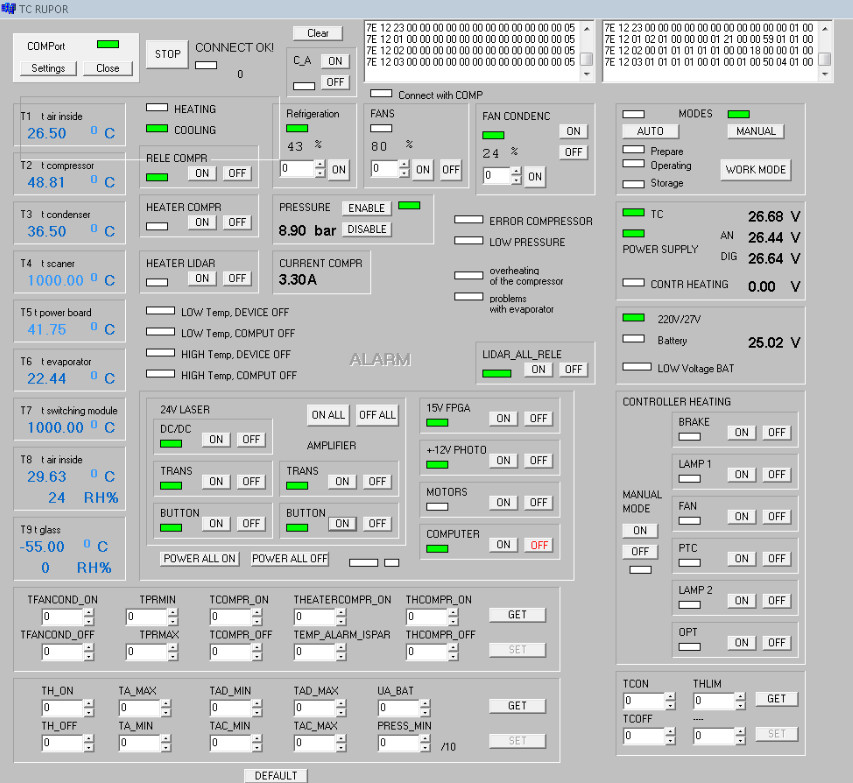 TC RUPOR
COMPort
Settings Close
STOP
CONNECT OK!
0
Clear
C_A ON
OFF
7E 12 23 00 00 00 00 00 00 00 00 00 00 00 05
7E 12 01 00 00 00 00 00 00 00 00 00 00 00 05
7E 12 02 00 00 00 00 00 00 00 00 00 00 00 05
7E 12 03 00 00 00 00 00 00 00 00 00 00 00 05
7E 12 23 00 00 00 00 00 00 00 00 00 00 01 00
7E 12 01 02 01 00 00 00 01 21 00 59 01 01 00
7E 12 02 00 01 01 01 01 01 00 18 00 00 01 00
7E 12 03 01 01 01 01 00 01 00 50 04 01 00
Connect with COMP
T1 t air inside
26.50 0 C
T2 t compressor
48.81 0 C
T3 t condenser
36.50 0 C
T4 t scaner
1000.00 0 C
T5 t power board
41.75 0 C
T6 t evaporator
22.44 0 C
T7 t switching module
1000.00 0 C
T8 t air inside
29.63 0 C
24 RH%
T9 t glass
-55.00 0 C
0 RH%
HEATING
COOLING
RELE COMPR
ON OFF
HEATER COMPR
ON OFF
HEATER LIDAR
ON OFF
Refrigeration
43 %
0 ON
FANS
80 %
0 ON OFF
FAN CONDENC
ON
24 % OFF
0 ON
PRESSURE ENABLE
8.90 bar DISABLE
CURRENT COMPR
3.30A
ERROR COMPRESSOR
LOW PRESSURE
overheating
of the compressor
problems
with evaporator
LOW Temp, DEVICE OFF
LOW Temp, COMPUT OFF
HIGH Temp, DEVICE OFF
HIGH Temp, COMPUT OFF
ALARM
LIDAR_ALL_RELE
ON OFF
MODES
AUTO MANUAL
Prepare
Operating
Storage
WORK MODE
TC 26.68 V
POWER SUPPLY
AN 26.44 V
DIG 26.64 V
CONTR HEATING 0.00 V
220V/27V
Battery 25.02 V
LOW Voltage BAT
24V LASER
ON ALL OFF ALL
DC/DC
ON OFF
AMPLIFIER
TRANS
ON OFF
TRANS
ON OFF
BUTTON
ON OFF
BUTTON
ON OFF
POWER ALL ON POWER ALL OFF
15V FPGA
ON OFF
+-12V PHOTO
ON OFF
MOTORS
ON OFF
COMPUTER
ON OFF
CONTROLLER HEATING
MANUAL
MODE
ON
OFF
BRAKE
ON OFF
LAMP 1
ON OFF
FAN
ON OFF
PTC
ON OFF
LAMP 2
ON OFF
OPT
ON OFF
TFANCOND_ON TPRMIN TCOMPR_ON THEATERCOMPR_ON THCOMPR_ON
0 0 0 0 0 GET
TFANCOND_OFF TPRMAX TCOMPR_OFF TEMP_ALARM_ISPAR THCOMPR_OFF
0 0 0 0 0 SET
TH_ON TA_MAX TAD_MIN TAD_MAX UA_BAT
0 0 0 0 0 GET
TH_OFF TA_MIN TAC_MIN TAC_MAX PRESS_MIN
0 0 0 0 0 /10 SET
TCON THLIM
0 0 GET
TCOFF ----
0 0 SET
DEFAULT